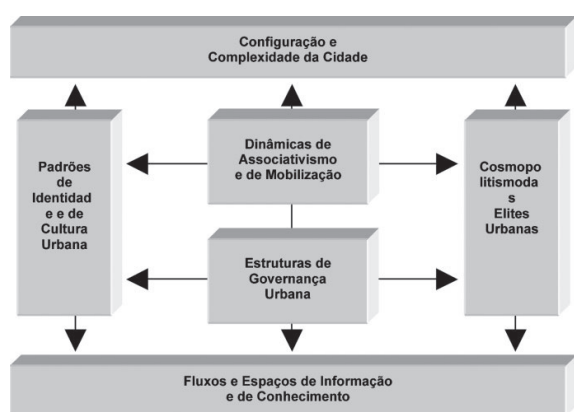 Configuração e
Complexidade da Cidade
Padrões
de
Identidad
e e de
Cultura
Urbana
Dinâmicas de
Associativismo
e de Mobilização
Cosmopo
litismoda
s
Elites
Urbanas
Estruturas de
Governança
Urbana
Fluxos e Espaços de Informação
e de Conhecimento